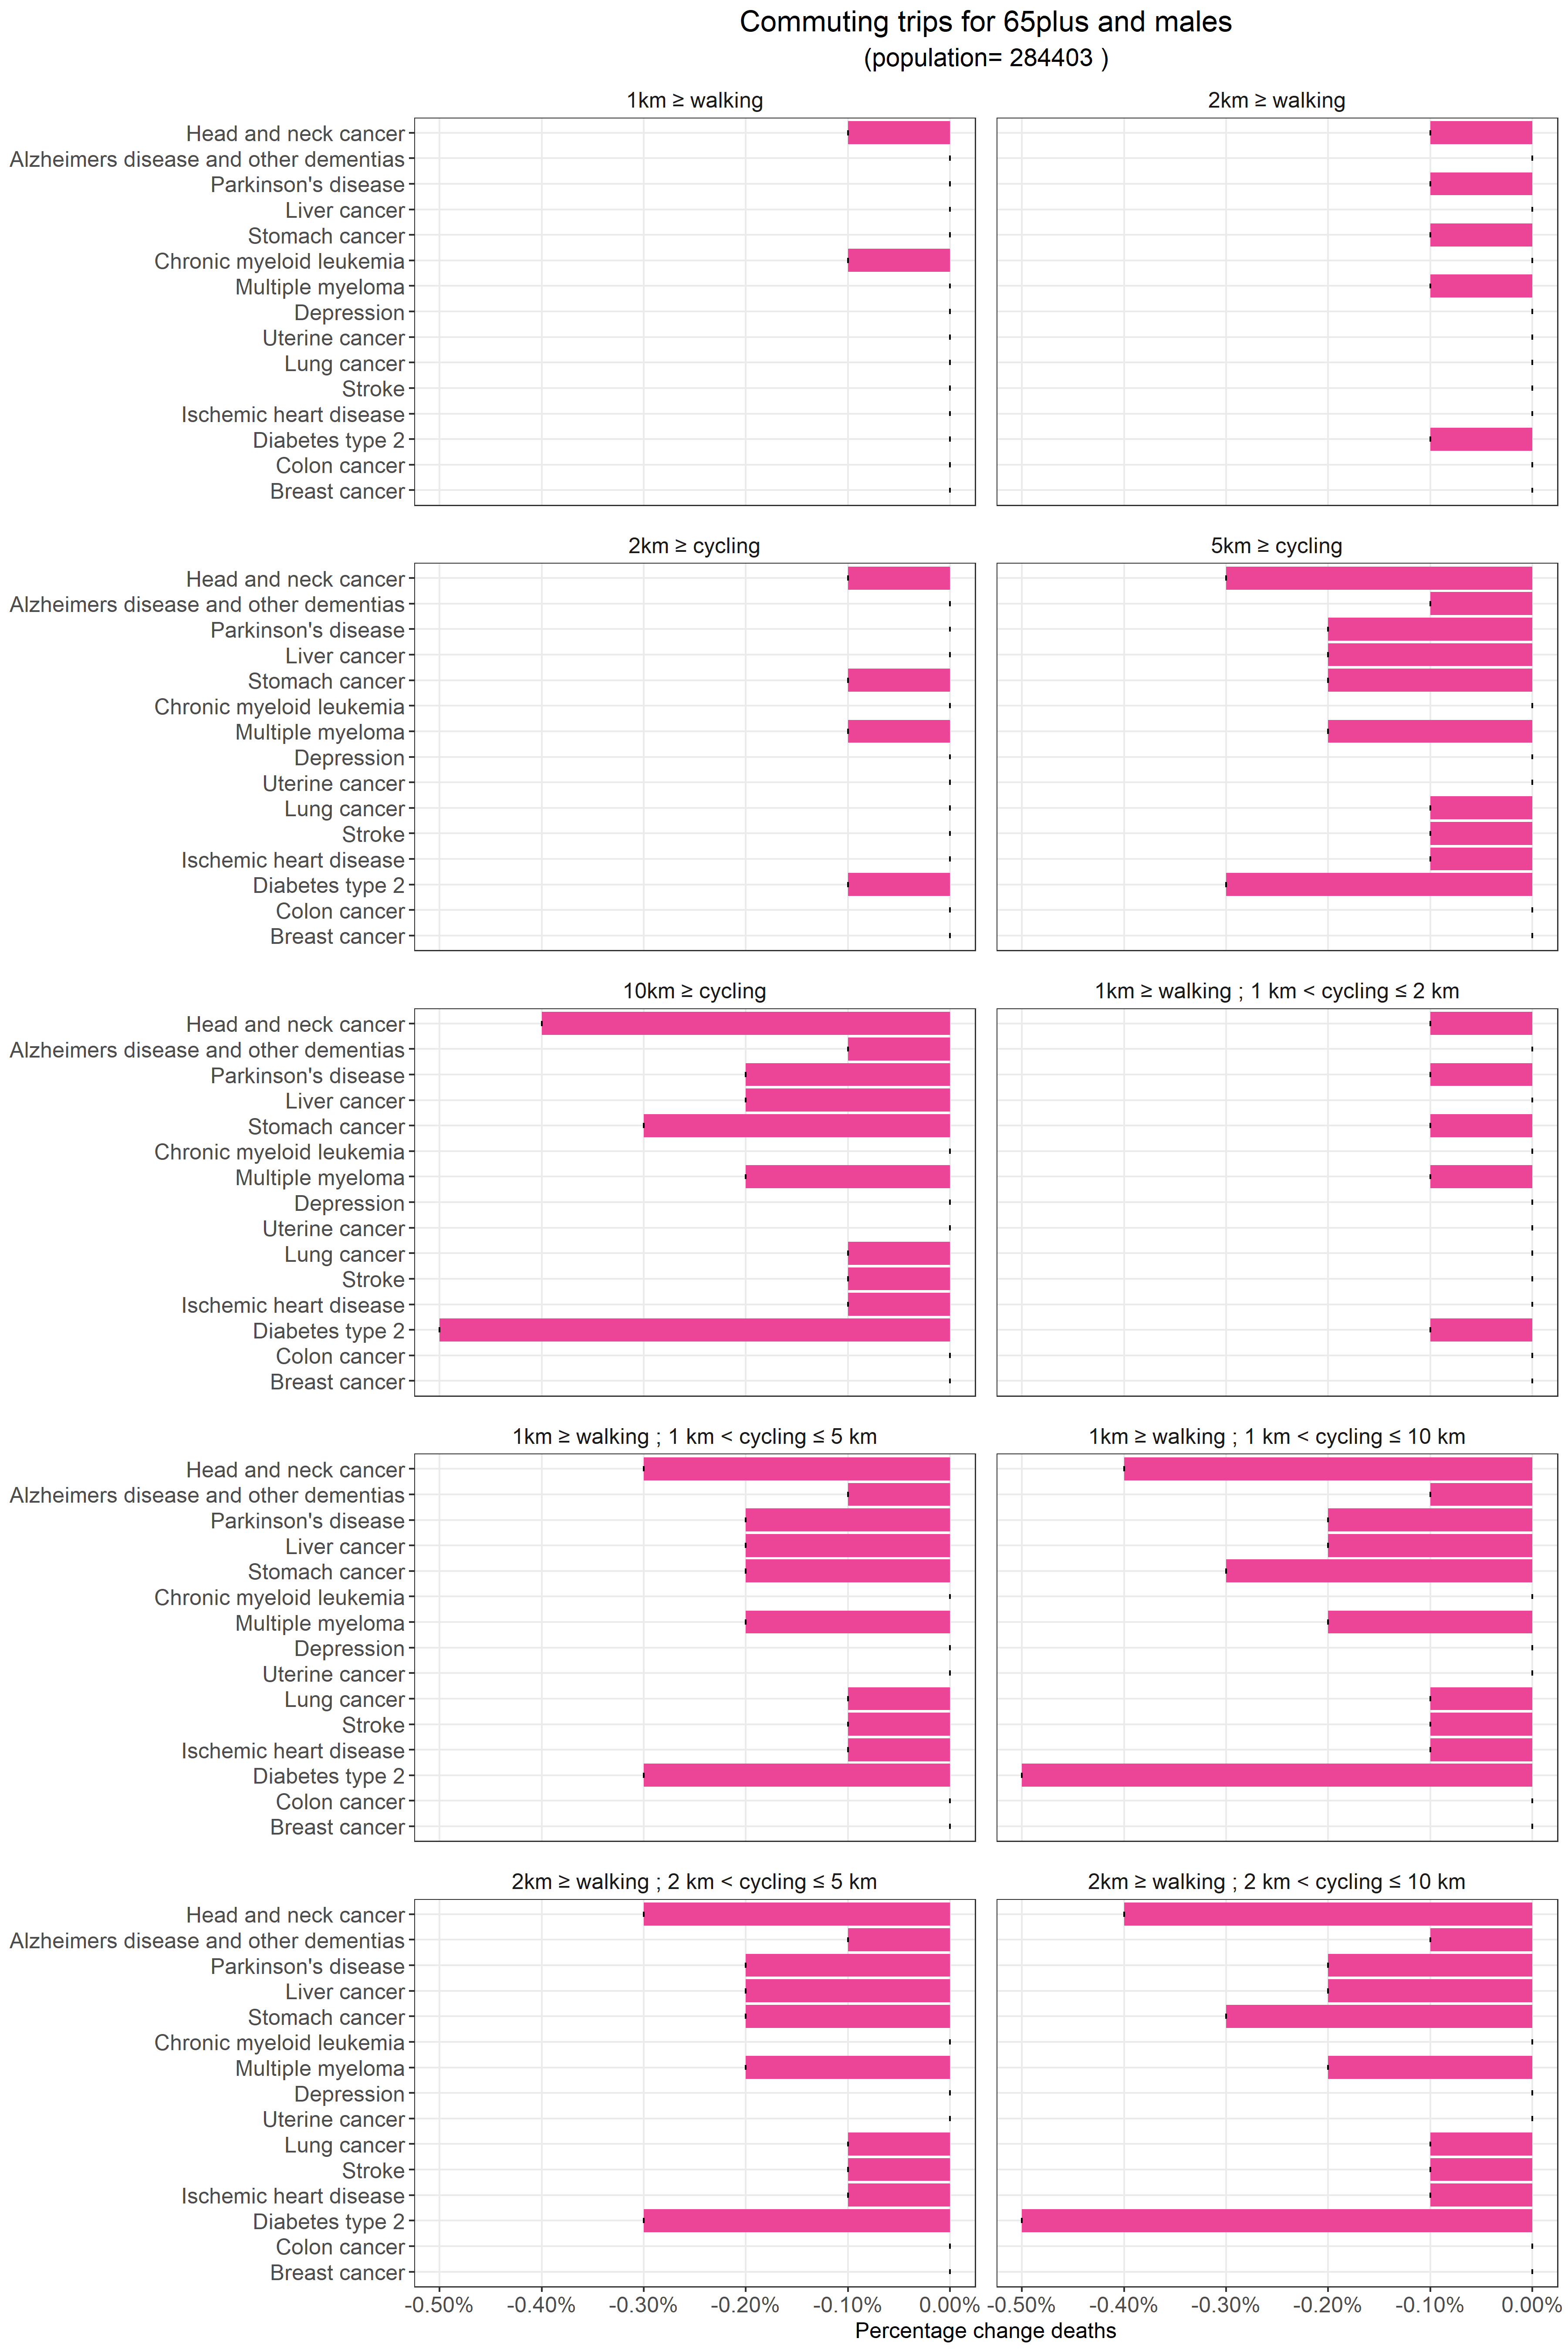 Commuting trips for 65plus and males
(population= 284403 )
1km ≥ walking
2km ≥ walking
Head and neck cancer
Alzheimers disease and other dementias
Parkinson's disease
Liver cancer
Stomach cancer
Chronic myeloid leukemia
Multiple myeloma
Depression
Uterine cancer
Lung cancer
Stroke
Ischemic heart disease
Diabetes type 2
Colon cancer
Breast cancer
2km ≥ cycling
5km ≥ cycling
Head and neck cancer
Alzheimers disease and other dementias
Parkinson's disease
Liver cancer
Stomach cancer
Chronic myeloid leukemia
Multiple myeloma
Depression
Uterine cancer
Lung cancer
Stroke
Ischemic heart disease
Diabetes type 2
Colon cancer
Breast cancer
10km ≥ cycling
1km ≥ walking ; 1 km < cycling ≤ 2 km
Head and neck cancer
Alzheimers disease and other dementias
Parkinson's disease
Liver cancer
Stomach cancer
Chronic myeloid leukemia
Multiple myeloma
Depression
Uterine cancer
Lung cancer
Stroke
Ischemic heart disease
Diabetes type 2
Colon cancer
Breast cancer
1km ≥ walking ; 1 km < cycling ≤ 5 km
1km ≥ walking ; 1 km < cycling ≤ 10 km
Head and neck cancer
Alzheimers disease and other dementias
Parkinson's disease
Liver cancer
Stomach cancer
Chronic myeloid leukemia
Multiple myeloma
Depression
Uterine cancer
Lung cancer
Stroke
Ischemic heart disease
Diabetes type 2
Colon cancer
Breast cancer
2km ≥ walking ; 2 km < cycling ≤ 5 km
2km ≥ walking ; 2 km < cycling ≤ 10 km
Head and neck cancer
Alzheimers disease and other dementias
Parkinson's disease
Liver cancer
Stomach cancer
Chronic myeloid leukemia
Multiple myeloma
Depression
Uterine cancer
Lung cancer
Stroke
Ischemic heart disease
Diabetes type 2
Colon cancer
Breast cancer
-0.50% -0.40% -0.30% -0.20% -0.10% 0.00% -0.50% -0.40% -0.30% -0.20% -0.10% 0.00%
Percentage change deaths